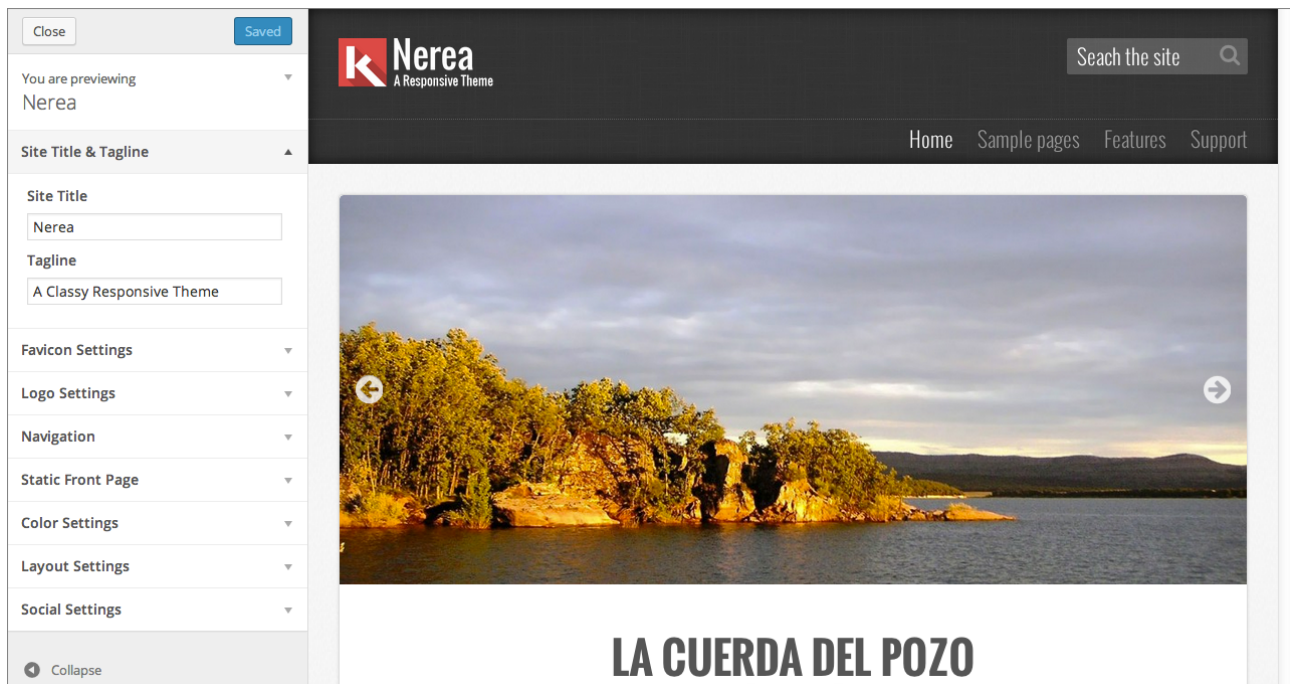 Close
Saved
You are previewing
Nerea
Site Title & Tagline
Site Title
Nerea
Tagline
A Classy Responsive Theme
Favicon Settings
Logo Settings
Navigation
Static Front Page
Color Settings
Layout Settings
Social Settings
Collapse
Nerea
A Responsive Theme
Seach the site
Home Sample pages Features Support
LA CUERDA DEL POZO